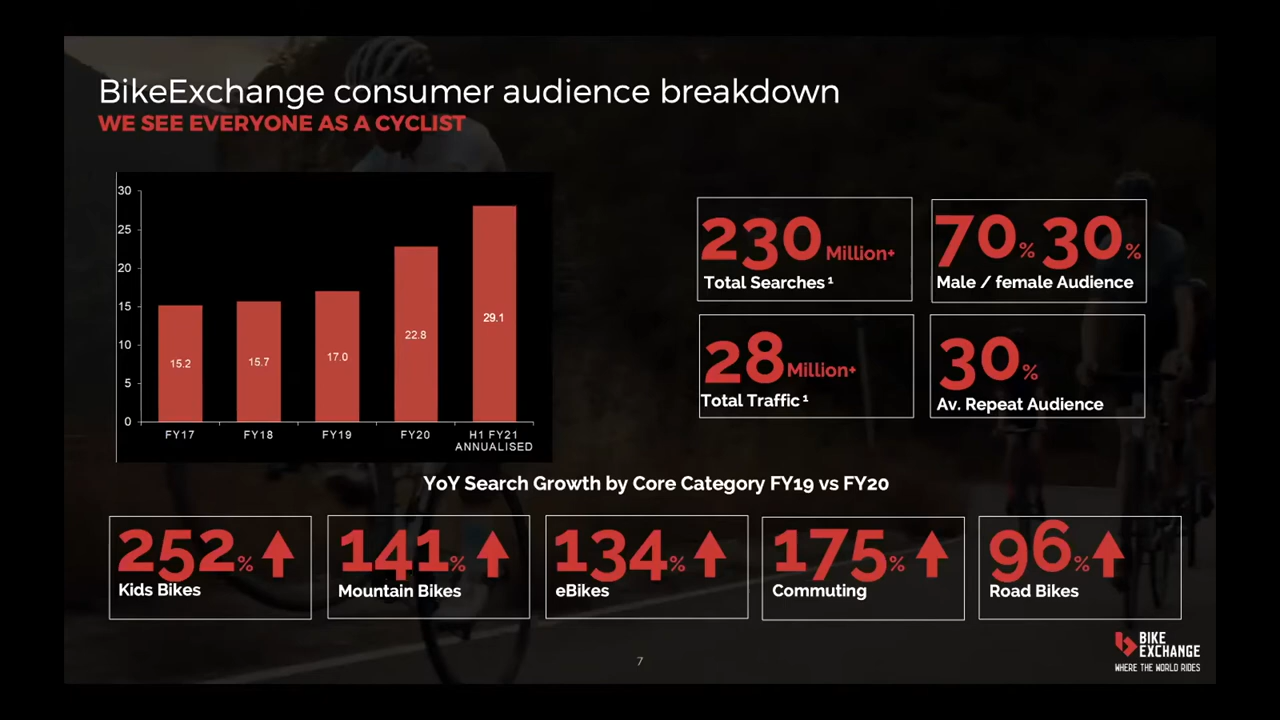 BikeExchange consumer audience breakdown
WE SEE EVERYONE AS A CYCLIST
30
25
20
15
10
5
0
15.2
15.7
17.0
22.8
29.1
FY17
FY18
FY19
FY20
H1 FY21
ANNUALISED
230 Million+
Total Searches ¹
70% 30%
Male / female Audience
28 Million+
Total Traffic ¹
30%
Av. Repeat Audience
YoY Search Growth by Core Category FY19 vs FY20
252%
Kids Bikes
141%
Mountain Bikes
134%
eBikes
175%
Commuting
96%
Road Bikes
7
BIKE
EXCHANGE
WHERE THE WORLD RIDES